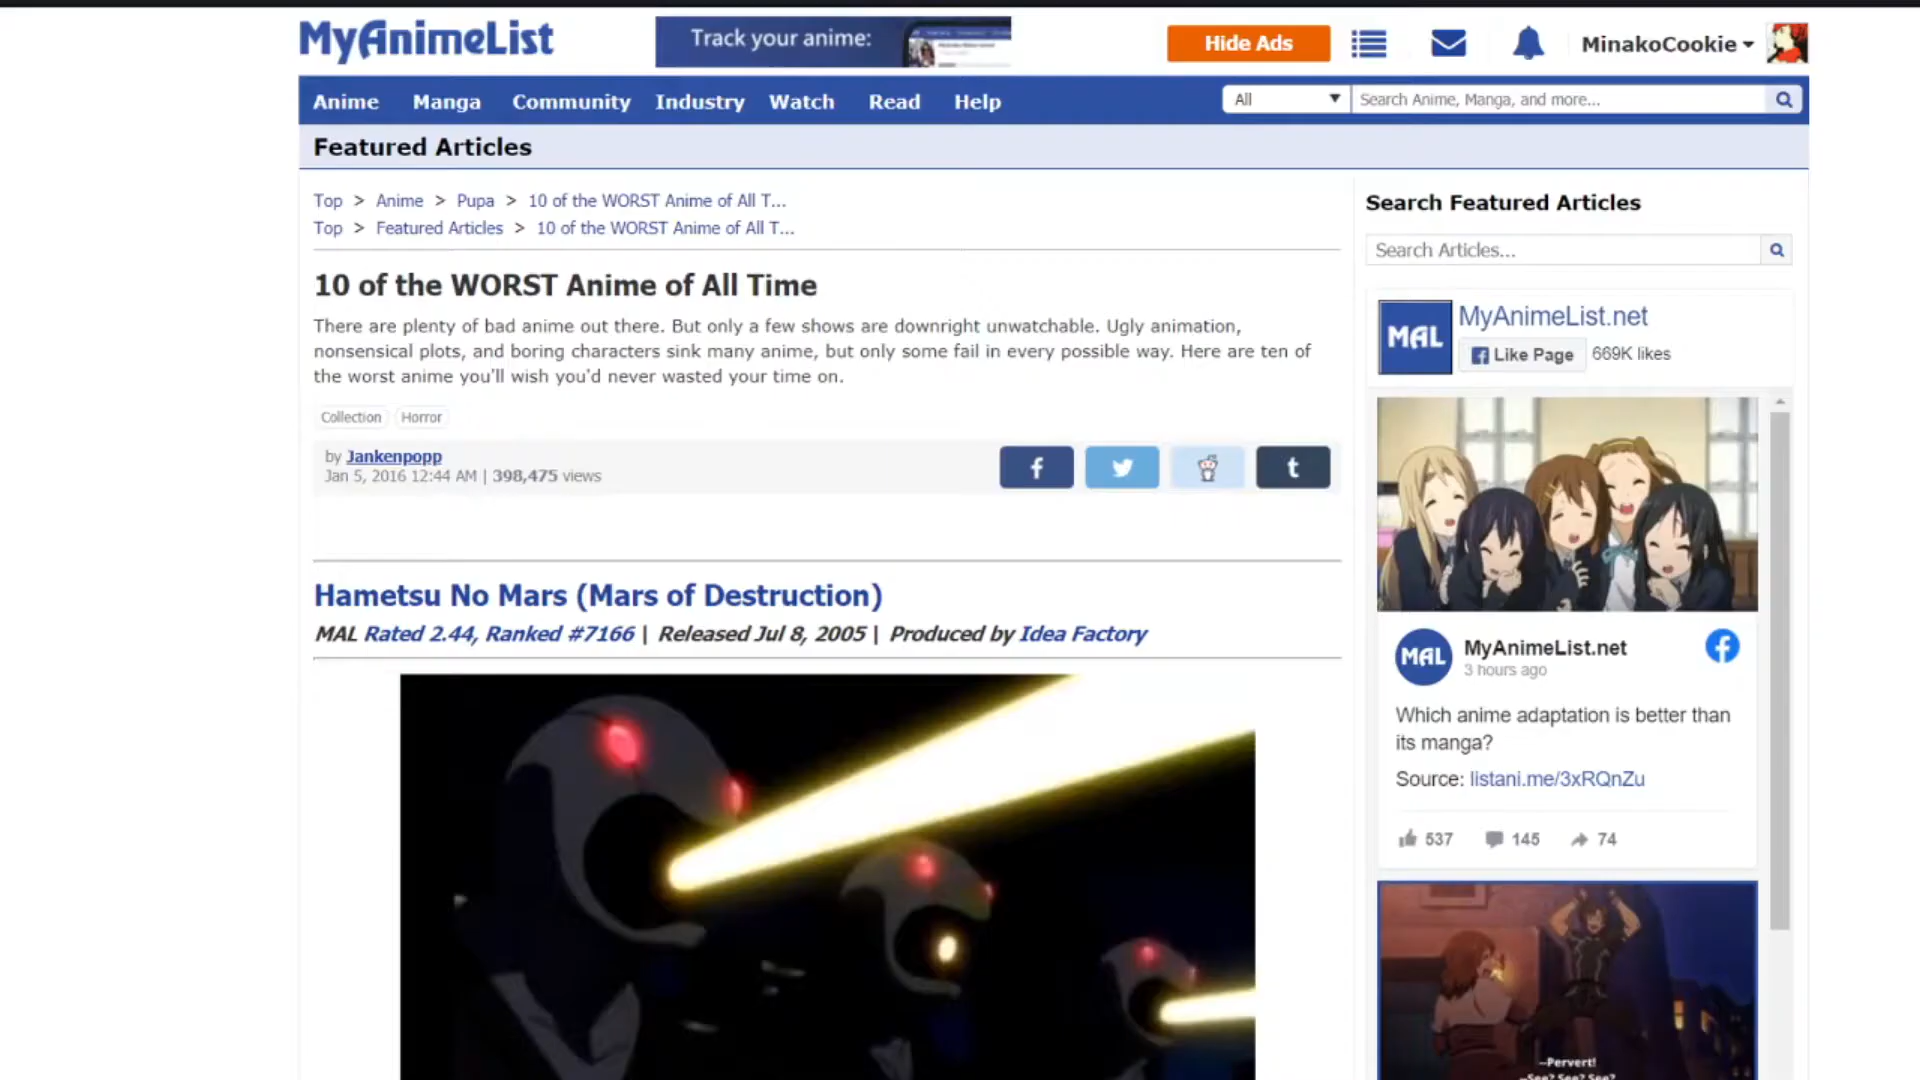 MyAnimeList
Track your anime:
Hide Ads
MinakoCookie
Anime Manga Community Industry Watch Read Help
All
Search Anime, Manga, and more...
Featured Articles
Top > Anime > Pupa > 10 of the WORST Anime of All T...
Top > Featured Articles > 10 of the WORST Anime of All T...
10 of the WORST Anime of All Time
There are plenty of bad anime out there. But only a few shows are downright unwatchable. Ugly animation,
nonsensical plots, and boring characters sink many anime, but only some fail in every possible way. Here are ten of
the worst anime you'll wish you'd never wasted your time on.
Collection Horror
by Jankenpopp
Jan 5, 2016 12:44 AM | 398,475 views
f
t
Hametsu No Mars (Mars of Destruction)
MAL Rated 2.44, Ranked #7166 | Released Jul 8, 2005 | Produced by Idea Factory
Search Featured Articles
Search Articles...
MAL
MyAnimeList.net
Like Page 669K likes
MAL
MyAnimeList.net
3 hours ago
Which anime adaptation is better than
its manga?
Source: listani.me/3xRQnZu
537 145 74
--Pervert!
--See? See? See?